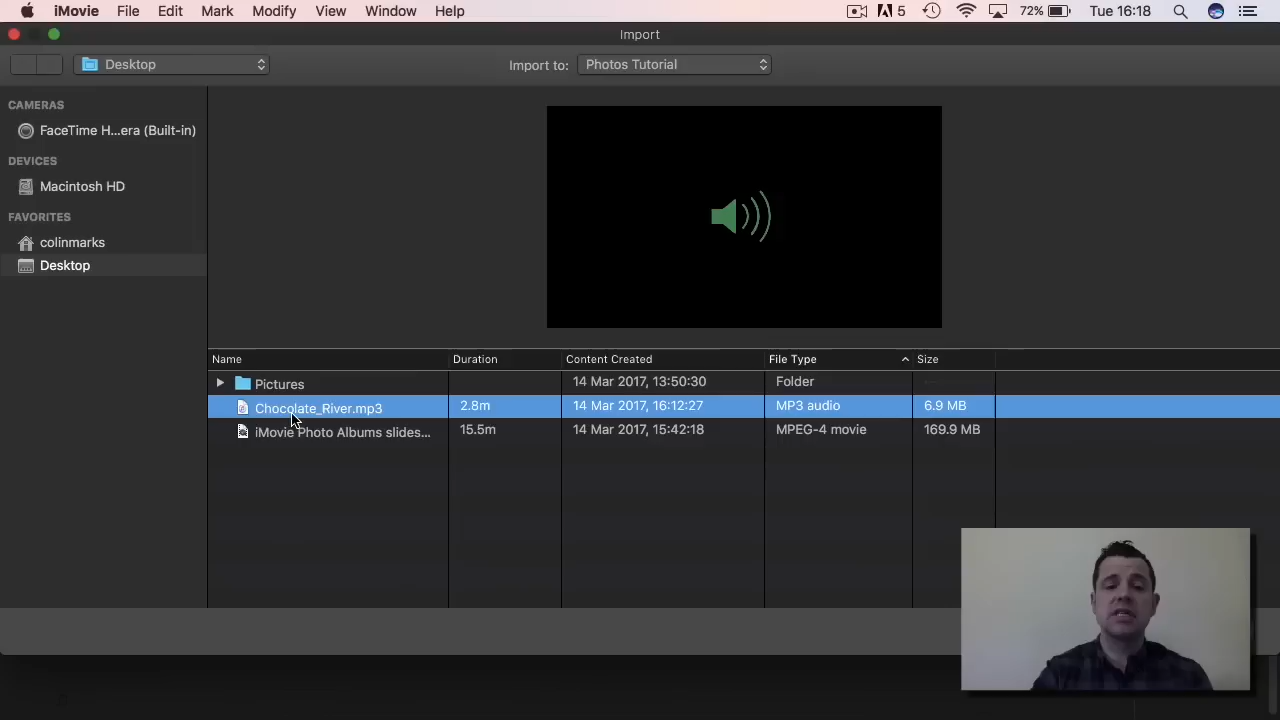 iMovie File Edit Mark Modify View Window Help 5 72% Tue 16:18
Import
Desktop Import to: Photos Tutorial
CAMERAS
FaceTime H...era (Built-in)
DEVICES
Macintosh HD
FAVORITES
colinmarks
Desktop
Name Duration Content Created File Type Size
Pictures 14 Mar 2017, 13:50:30 Folder --
Chocolate_River.mp3 2.8m 14 Mar 2017, 16:12:27 MP3 audio 6.9 MB
iMovie Photo Albums slides... 15.5m 14 Mar 2017, 15:42:18 MPEG-4 movie 169.9 MB